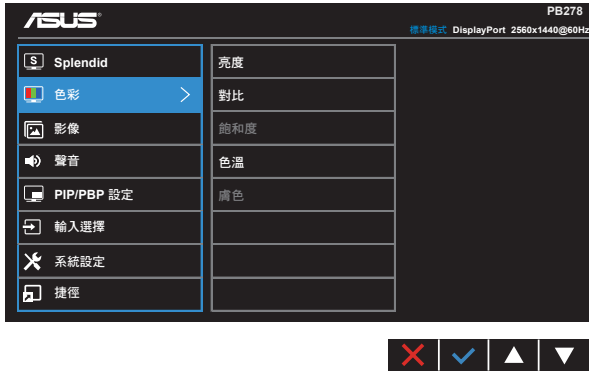 ASUS
PB278
標準模式 DisplayPort 2560x1440@60Hz
S Splendid
色彩
影像
聲音
PIP/PBP 設定
輸入選擇
系統設定
捷徑
亮度
對比
飽和度
色溫
膚色